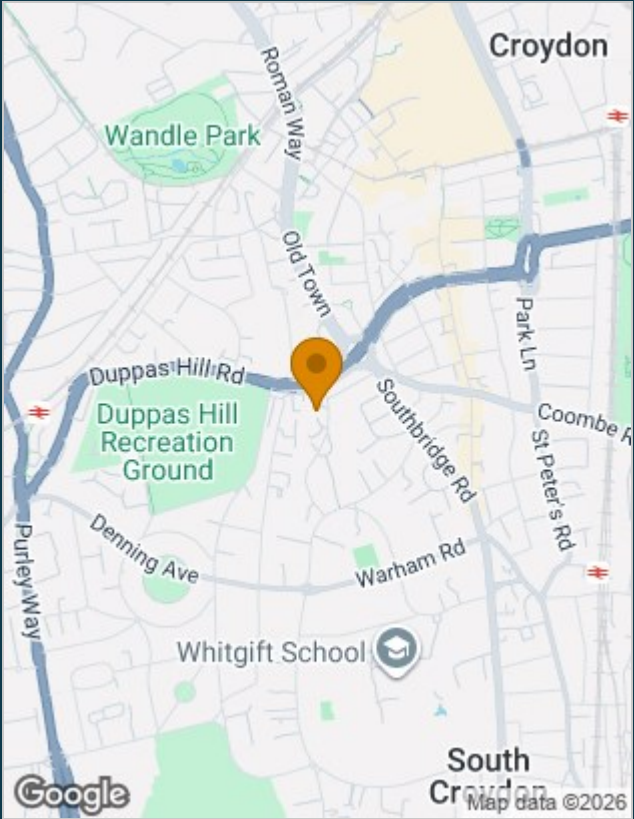 Croydon
Roman Way
Wandle Park
Old Town
Park Ln
Duppas Hill Rd
Duppas Hill
Recreation
Ground
Southbridge Rd
Coombe R
St Peter's Rd
Purley Way
Denning Ave
Warham Rd
Whitgift School
South
Croydon
Google
Map data ©2026